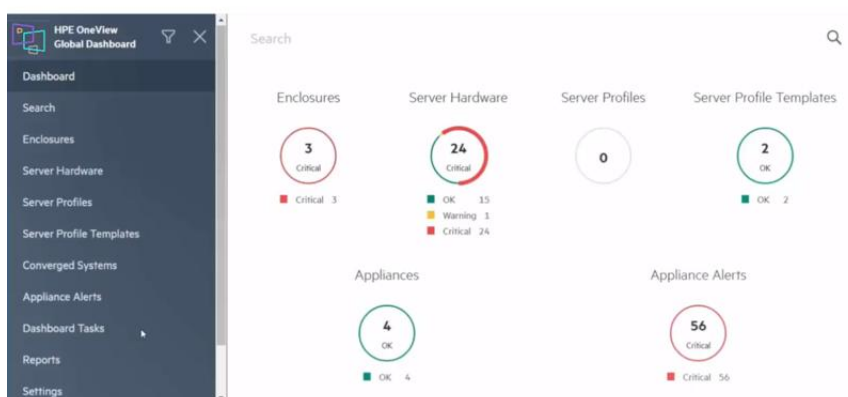 HPE OneView
Global Dashboard
Dashboard
Search
Enclosures
Server Hardware
Server Profiles
Server Profile Templates
Converged Systems
Appliance Alerts
Dashboard Tasks
Reports
Settings
Search
Enclosures
3
Critical
Critical 3
Server Hardware
24
Critical
OK 15
Warning 1
Critical 24
Server Profiles
0
Server Profile Templates
2
OK
OK 2
Appliances
4
OK
OK 4
Appliance Alerts
56
Critical
Critical 56